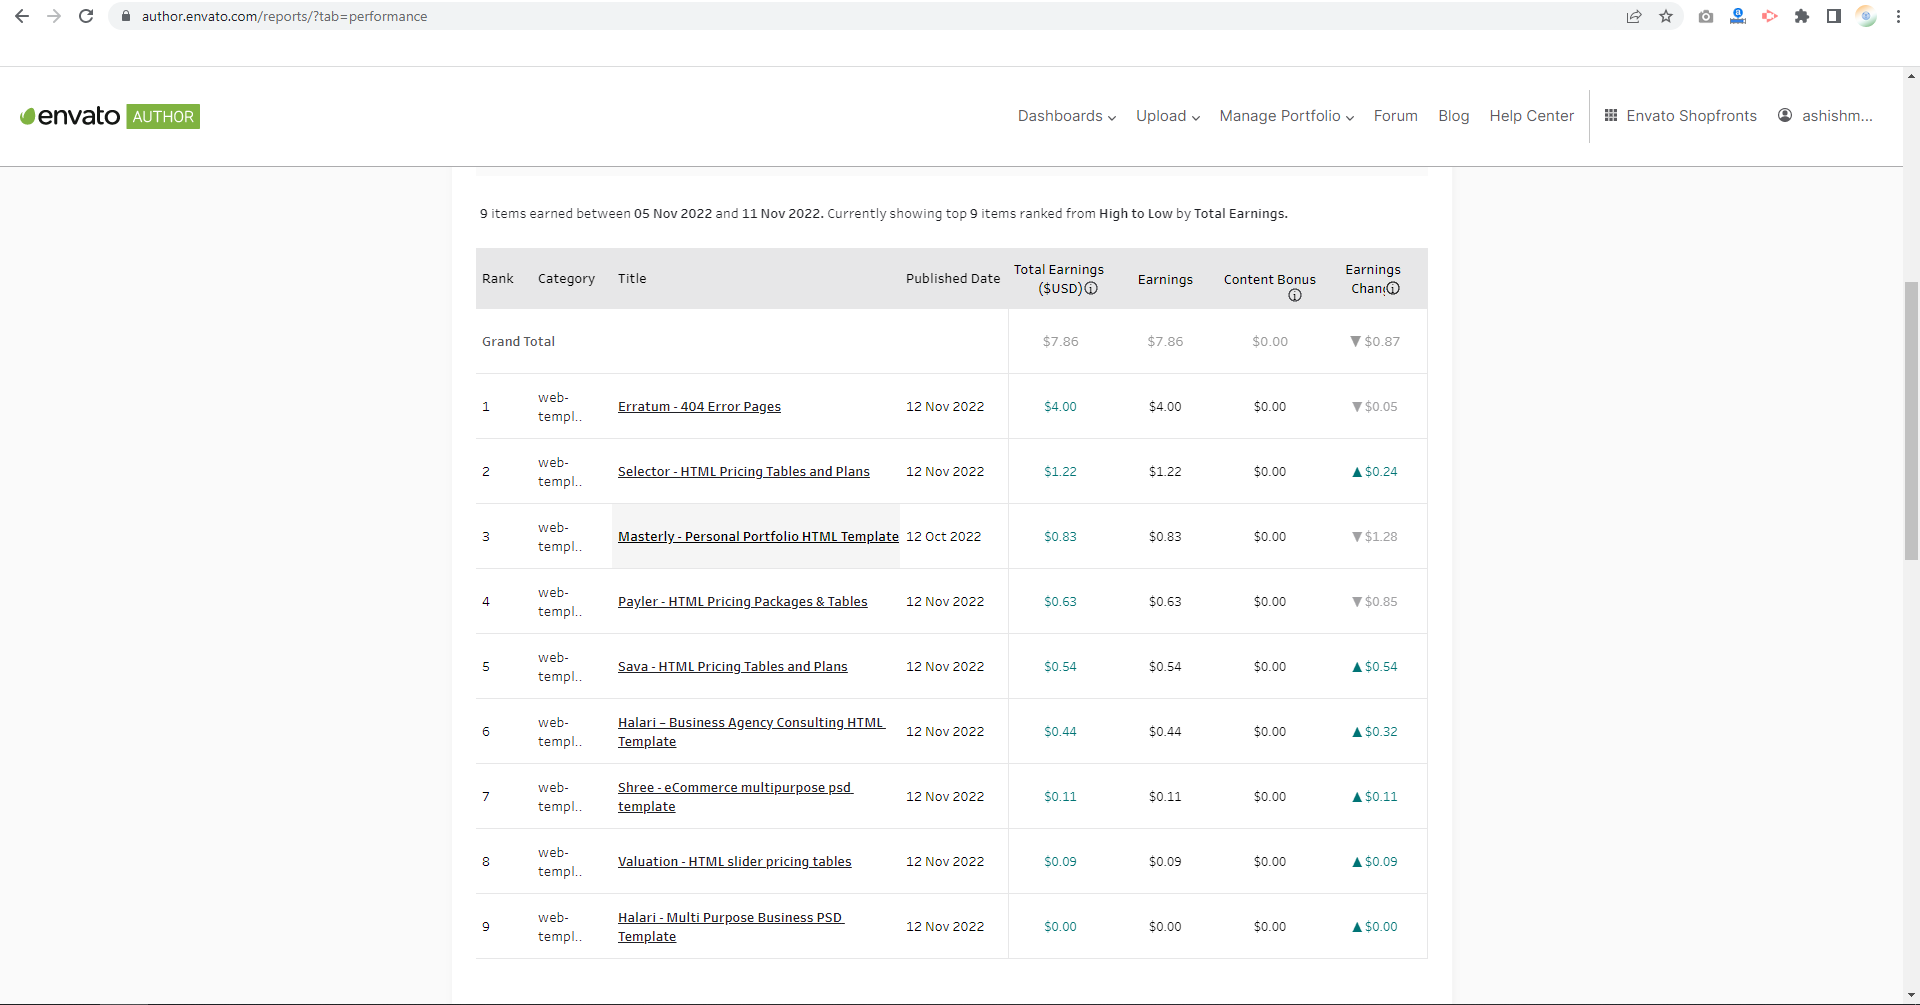 author.envato.com/reports/?tab=performance
envato AUTHOR
Dashboards Upload Manage Portfolio Forum Blog Help Center Envato Shopfronts ashishm...
9 items earned between 05 Nov 2022 and 11 Nov 2022. Currently showing top 9 items ranked from High to Low by Total Earnings.
Rank Category Title Published Date Total Earnings ($USD) Earnings Content Bonus Earnings
Grand Total $7.86 $7.86 $0.00 ▼$0.87
1 web-templ.. Erratum - 404 Error Pages 12 Nov 2022 $4.00 $4.00 $0.00 ▼$0.05
2 web-templ.. Selector - HTML Pricing Tables and Plans 12 Nov 2022 $1.22 $1.22 $0.00 ▲$0.24
3 web-templ.. Masterly - Personal Portfolio HTML Template 12 Oct 2022 $0.83 $0.83 $0.00 ▼$1.28
4 web-templ.. Payler - HTML Pricing Packages & Tables 12 Nov 2022 $0.63 $0.63 $0.00 ▼$0.85
5 web-templ.. Sava - HTML Pricing Tables and Plans 12 Nov 2022 $0.54 $0.54 $0.00 ▲$0.54
6 web-templ.. Halari – Business Agency Consulting HTML Template 12 Nov 2022 $0.44 $0.44 $0.00 ▲$0.32
7 web-templ.. Shree - eCommerce multipurpose psd template 12 Nov 2022 $0.11 $0.11 $0.00 ▲$0.11
8 web-templ.. Valuation - HTML slider pricing tables 12 Nov 2022 $0.09 $0.09 $0.00 ▲$0.09
9 web-templ.. Halari - Multi Purpose Business PSD Template 12 Nov 2022 $0.00 $0.00 $0.00 ▲$0.00